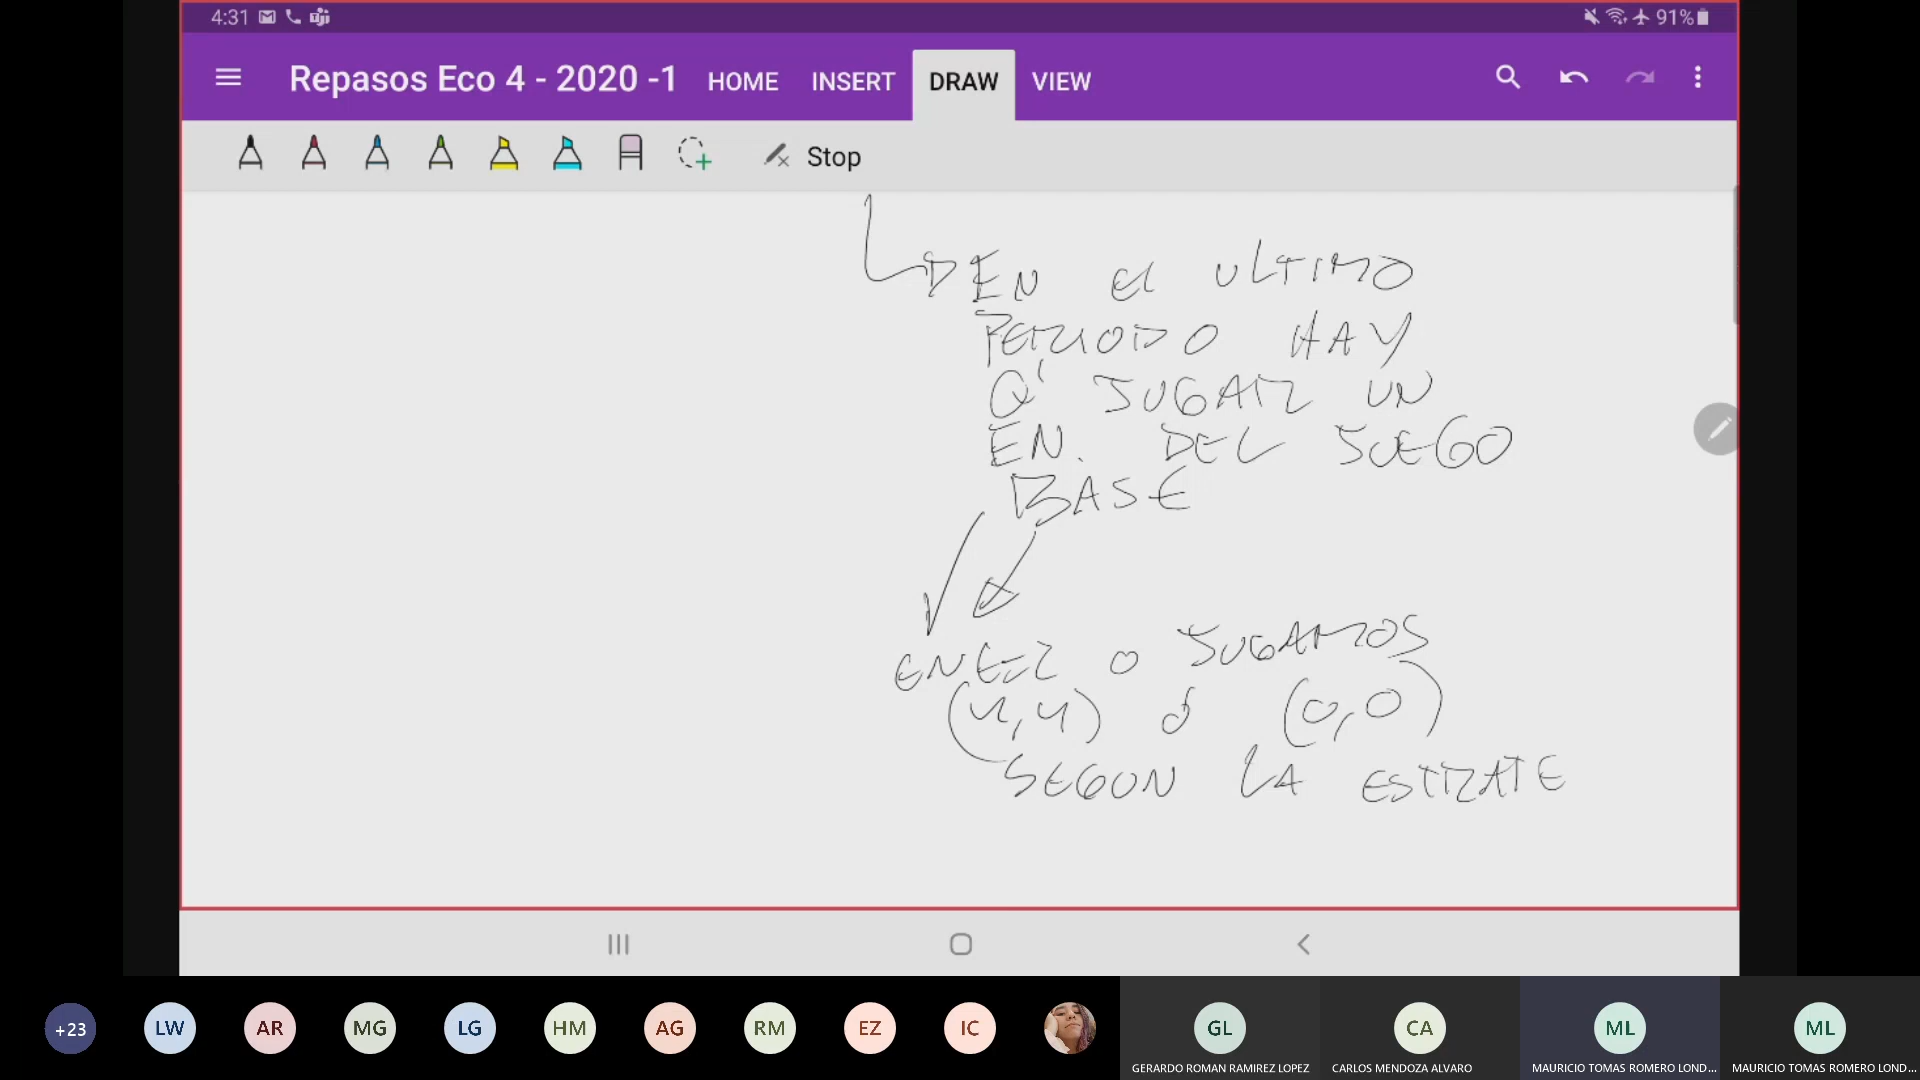 4:31
91%
Repasos Eco 4 - 2020 -1
HOME
INSERT
DRAW
VIEW
Stop
EN El ULTIMO
PERIODO HAY
Q' JUGAR UN
EN. DEL JUEGO
BASE
EN E=2 O JUGAMOS
(4,4) ó (0,0)
SEGUN LA ESTRATE
+23
LW
AR
MG
LG
HM
AG
RM
EZ
IC
GL
CA
ML
ML
GERARDO ROMAN RAMIREZ LOPEZ
CARLOS MENDOZA ALVARO
MAURICIO TOMAS ROMERO LOND...
MAURICIO TOMAS ROMERO LOND...